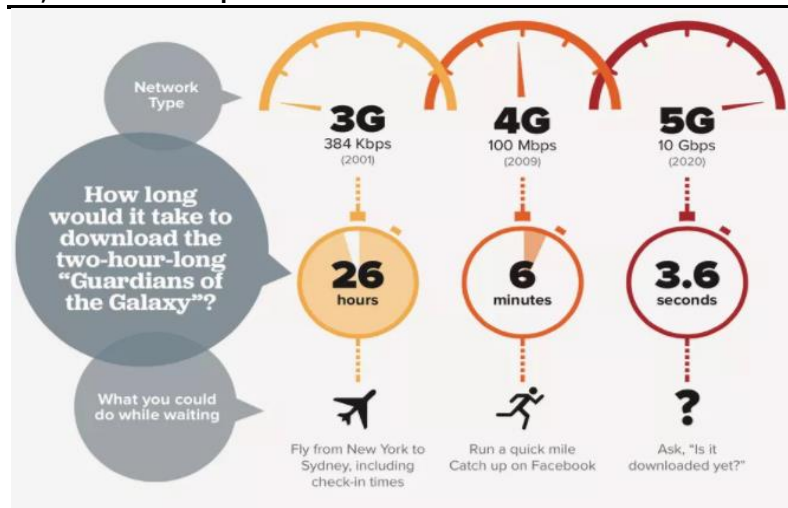 Network
Type
3G
384 Kbps
(2001)
4G
100 Mbps
(2009)
5G
10 Gbps
(2020)
How long
would it take to
download the
two-hour-long
“Guardians of
the Galaxy”?
26
hours
6
minutes
3.6
seconds
What you could
do while waiting
Fly from New York to
Sydney, including
check-in times
Run a quick mile
Catch up on Facebook
?
Ask, “Is it
downloaded yet?”